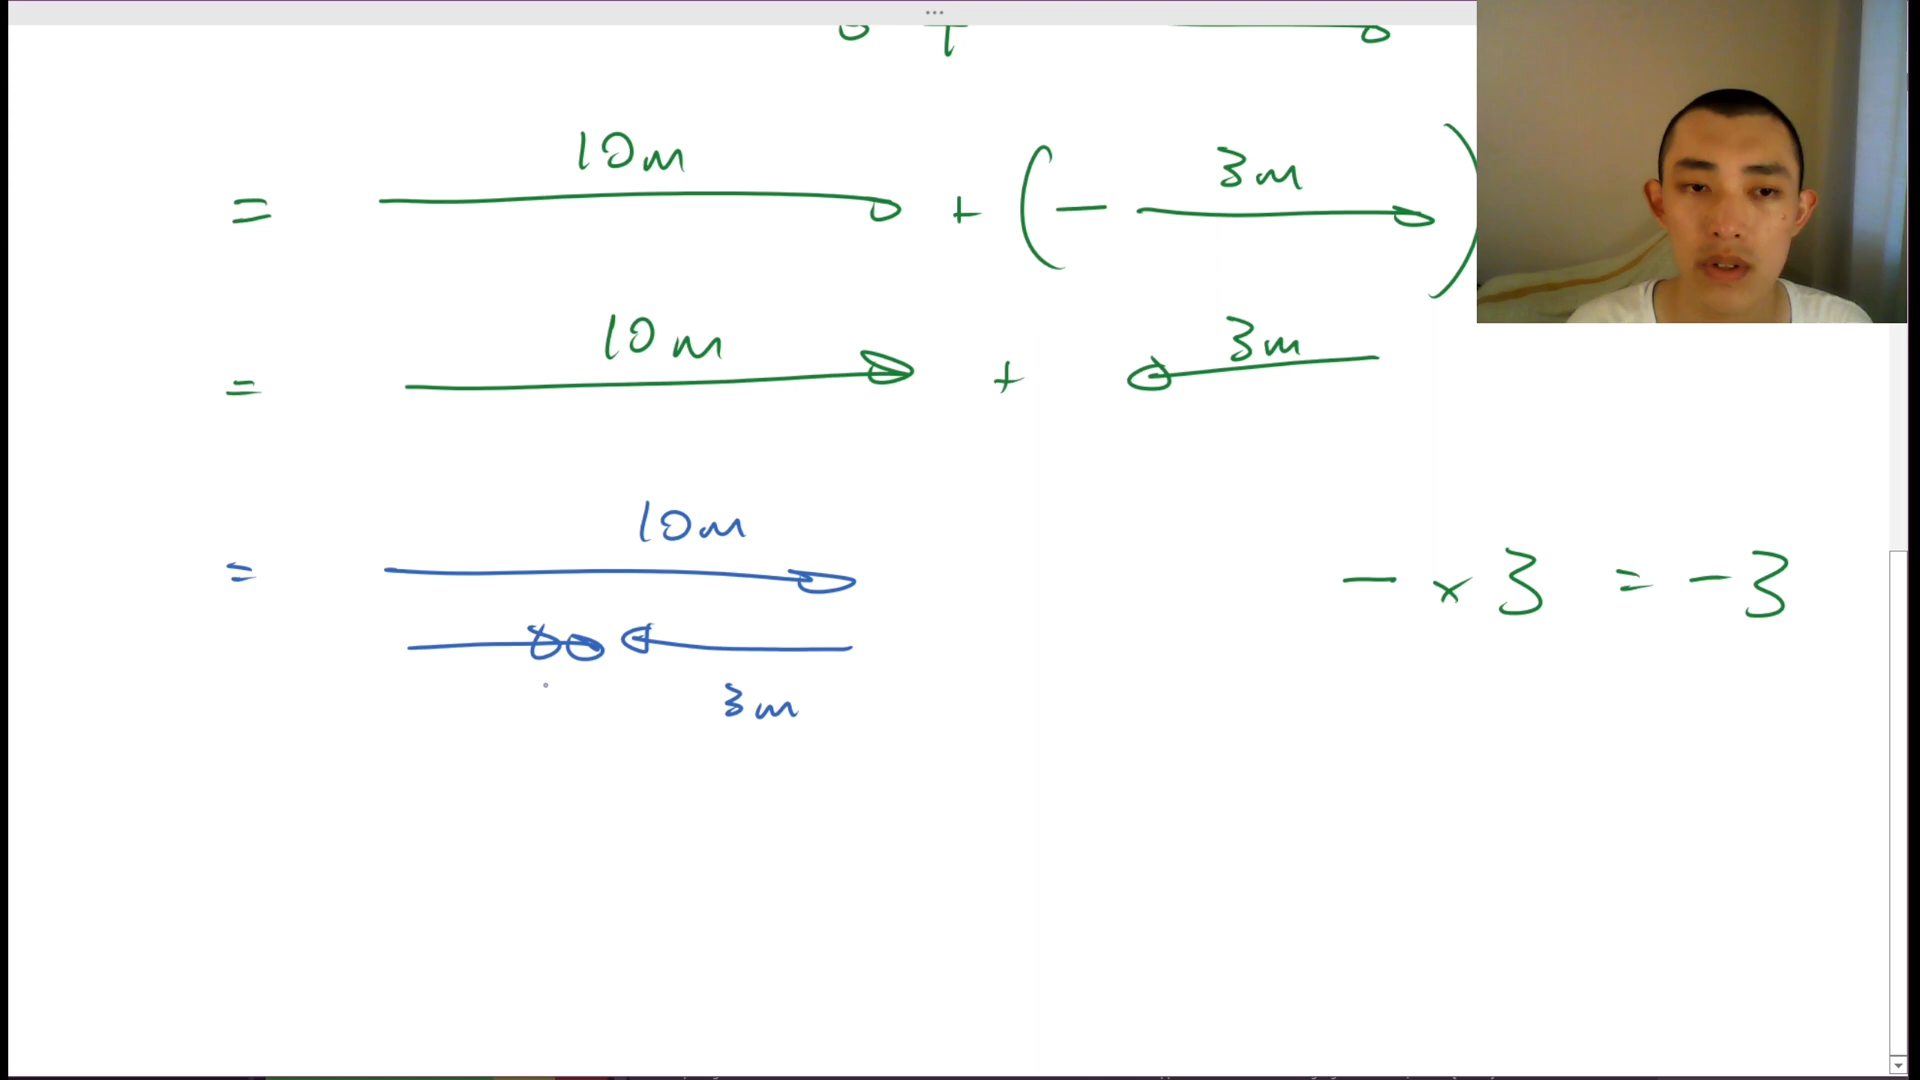 = 10m + (- 3m)
= 10m + 3m
= 10m
- × 3 = -3
3m